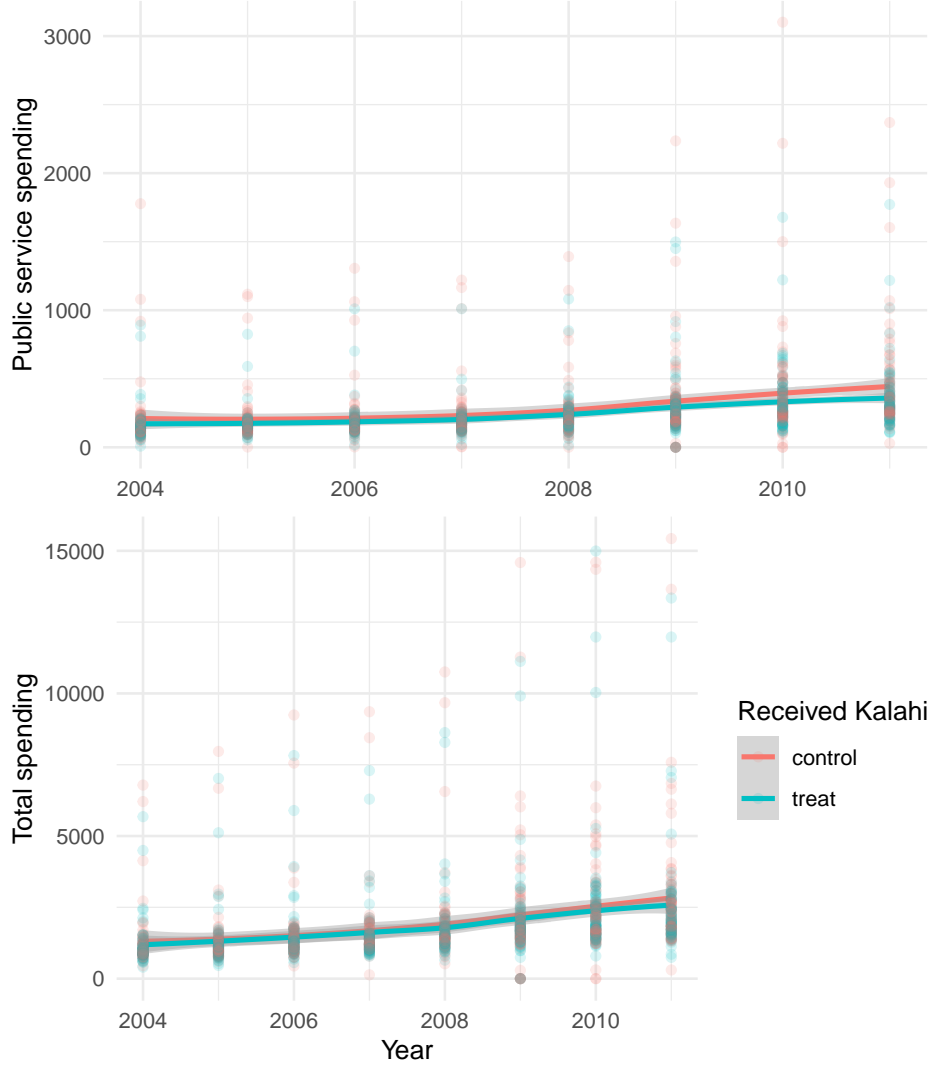 3000
2000
1000
0
Public service spending
2004 2006 2008 2010
15000
10000
5000
0
Total spending
2004 2006 2008 2010
Year
Received Kalahi
control
treat